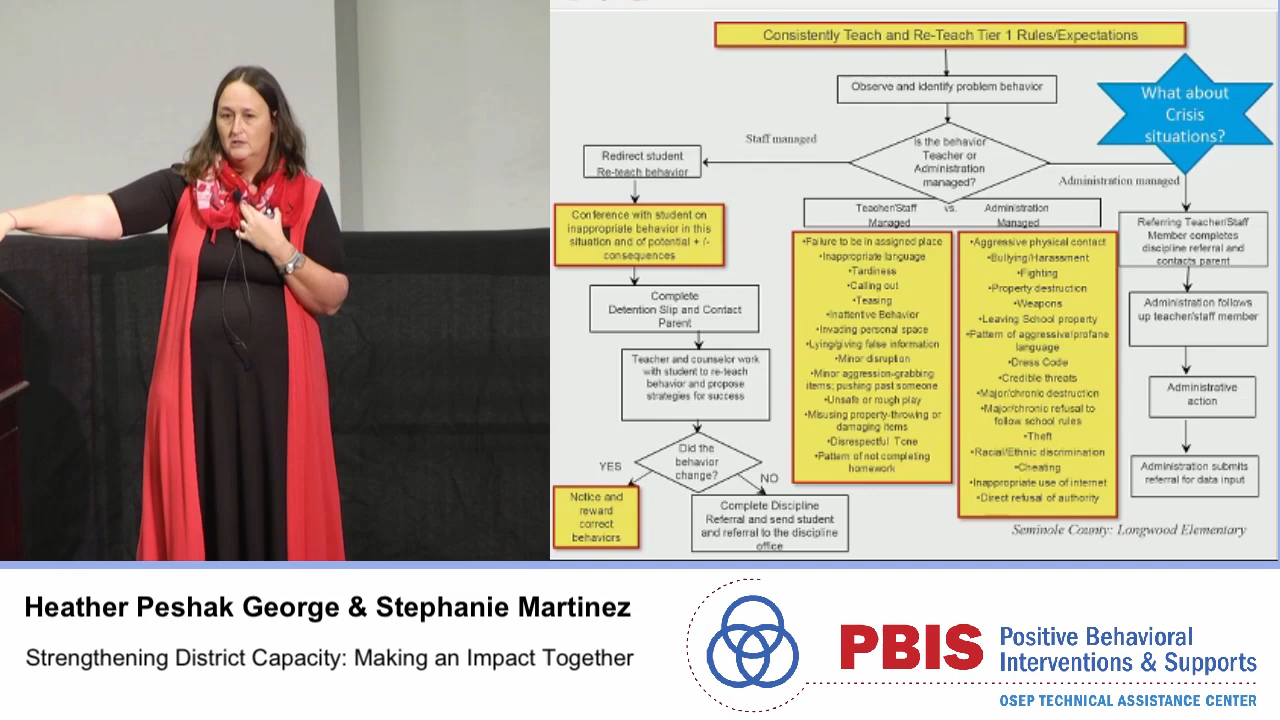 Consistently Teach and Re-Teach Tier 1 Rules/Expectations
Observe and identify problem behavior
What about
Crisis
situations?
Is the behavior
Teacher or
Administration
managed?
Staff managed
Administration managed
Redirect student
Re-teach behavior
Conference with student on
inappropriate behavior in this
situation and of potential + /-
consequences
Complete
Detention Slip and Contact
Parent
Teacher and counselor work
with student to re-teach
behavior and propose
strategies for success
Did the
behavior
change?
YES
NO
Notice and
reward
correct
behaviors
Complete Discipline
Referral and send student
and referral to the discipline
office
Teacher/Staff
Managed
vs.
Administration
Managed
•Failure to be in assigned place
•Inappropriate language
•Tardiness
•Calling out
•Teasing
•Inattentive Behavior
•Invading personal space
•Lying/giving false information
•Minor disruption
•Minor aggression-grabbing
items; pushing past someone
•Unsafe or rough play
•Misusing property-throwing or
damaging items
•Disrespectful Tone
•Pattern of not completing
homework
•Aggressive physical contact
•Bullying/Harassment
•Fighting
•Property destruction
•Weapons
•Leaving School property
•Pattern of aggressive/profane
language
•Dress Code
•Credible threats
•Major/chronic destruction
•Major/chronic refusal to
follow school rules
•Theft
•Racial/Ethnic discrimination
•Cheating
•Inappropriate use of internet
•Direct refusal of authority
Referring Teacher/Staff
Member completes
discipline referral and
contacts parent
Administration follows
up teacher/staff member
Administrative
action
Administration submits
referral for data input
Seminole County: Longwood Elementary
Heather Peshak George & Stephanie Martinez
Strengthening District Capacity: Making an Impact Together
PBIS
Positive Behavioral
Interventions & Supports
OSEP TECHNICAL ASSISTANCE CENTER